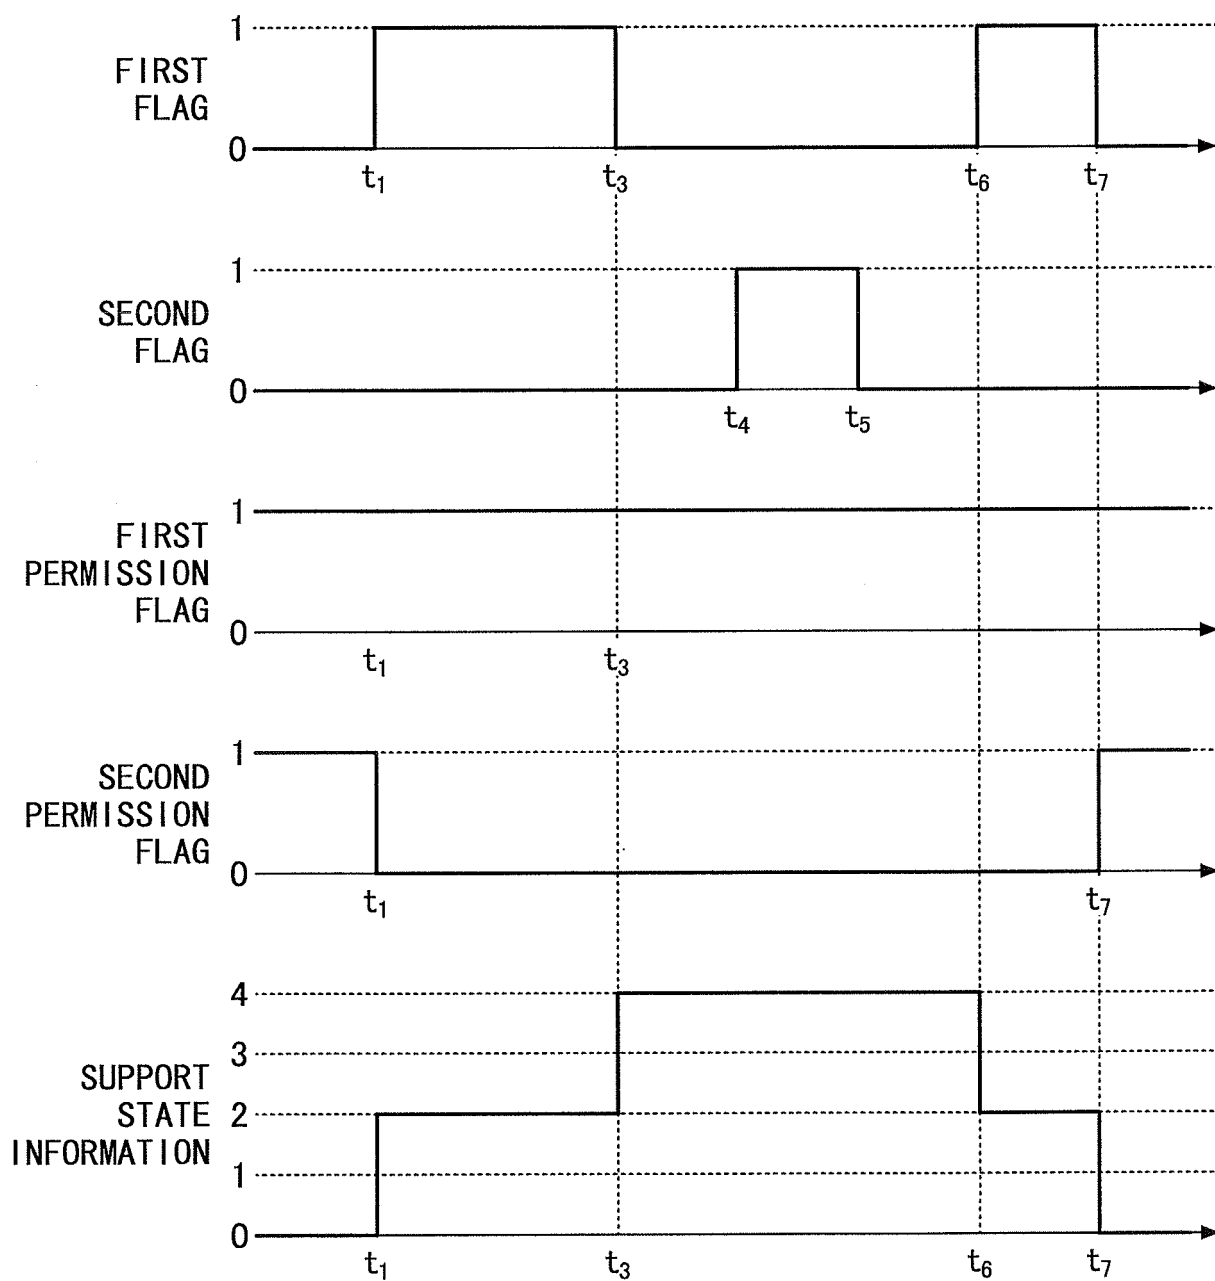 1
FIRST
FLAG
0
t1 t3 t6 t7
1
SECOND
FLAG
0
t4 t5
1
FIRST
PERMISSION
FLAG
0
t1 t3
1
SECOND
PERMISSION
FLAG
0
t1 t7
4
3
SUPPORT
STATE
2
INFORMATION
1
0
t1 t3 t6 t7